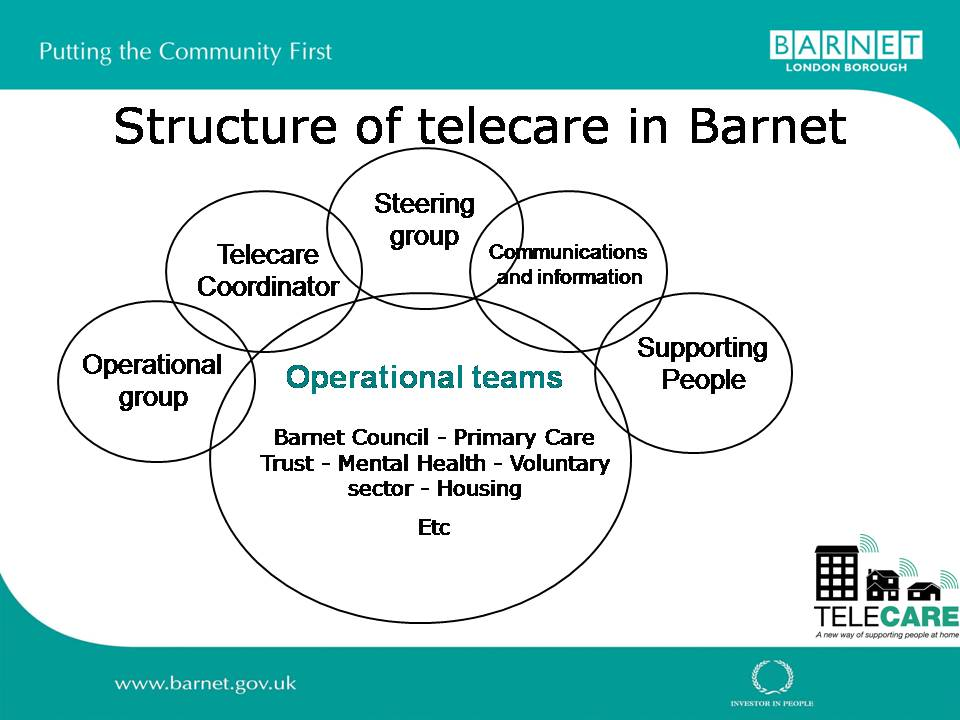 Putting the Community First
BARNET
LONDON BOROUGH
Structure of telecare in Barnet
Steering
group
Telecare
Coordinator
Communications
and information
Operational
group
Supporting
People
Operational teams
Barnet Council - Primary Care
Trust - Mental Health - Voluntary
sector - Housing
Etc
TELECARE
A new way of supporting people at home
www.barnet.gov.uk
INVESTOR IN PEOPLE